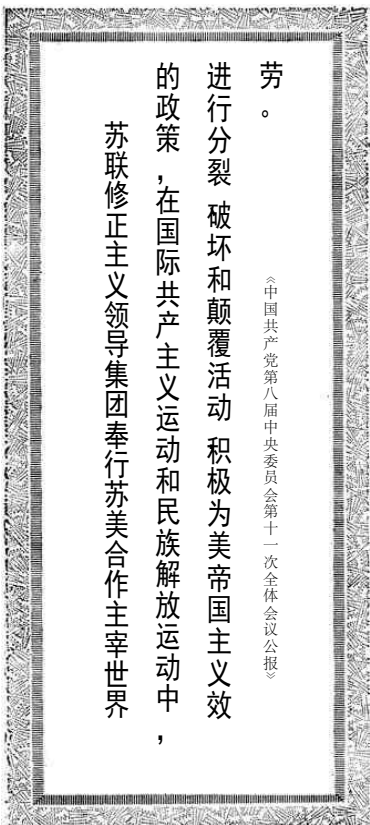 苏联修正主义领导集团奉行苏美合作主宰世界
的政策，在国际共产主义运动和民族解放运动中，
进行分裂 破坏和颠覆活动 积极为美帝国主义效
劳。
《中国共产党第八届中央委员会第十一次全体会议公报》